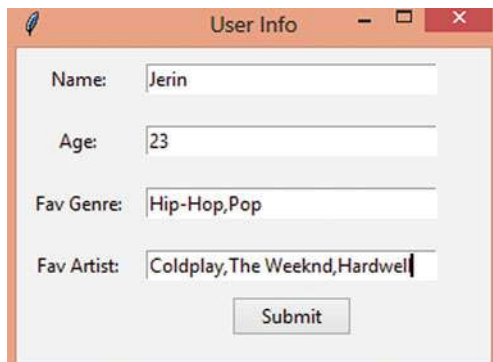 User Info
Name: Jerin
Age: 23
Fav Genre: Hip-Hop,Pop
Fav Artist: Coldplay,The Weeknd,Hardwell
Submit